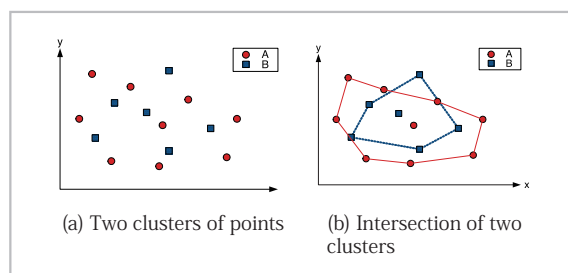 y
A
B
(a) Two clusters of points
y
A
B
x
(b) Intersection of two
clusters